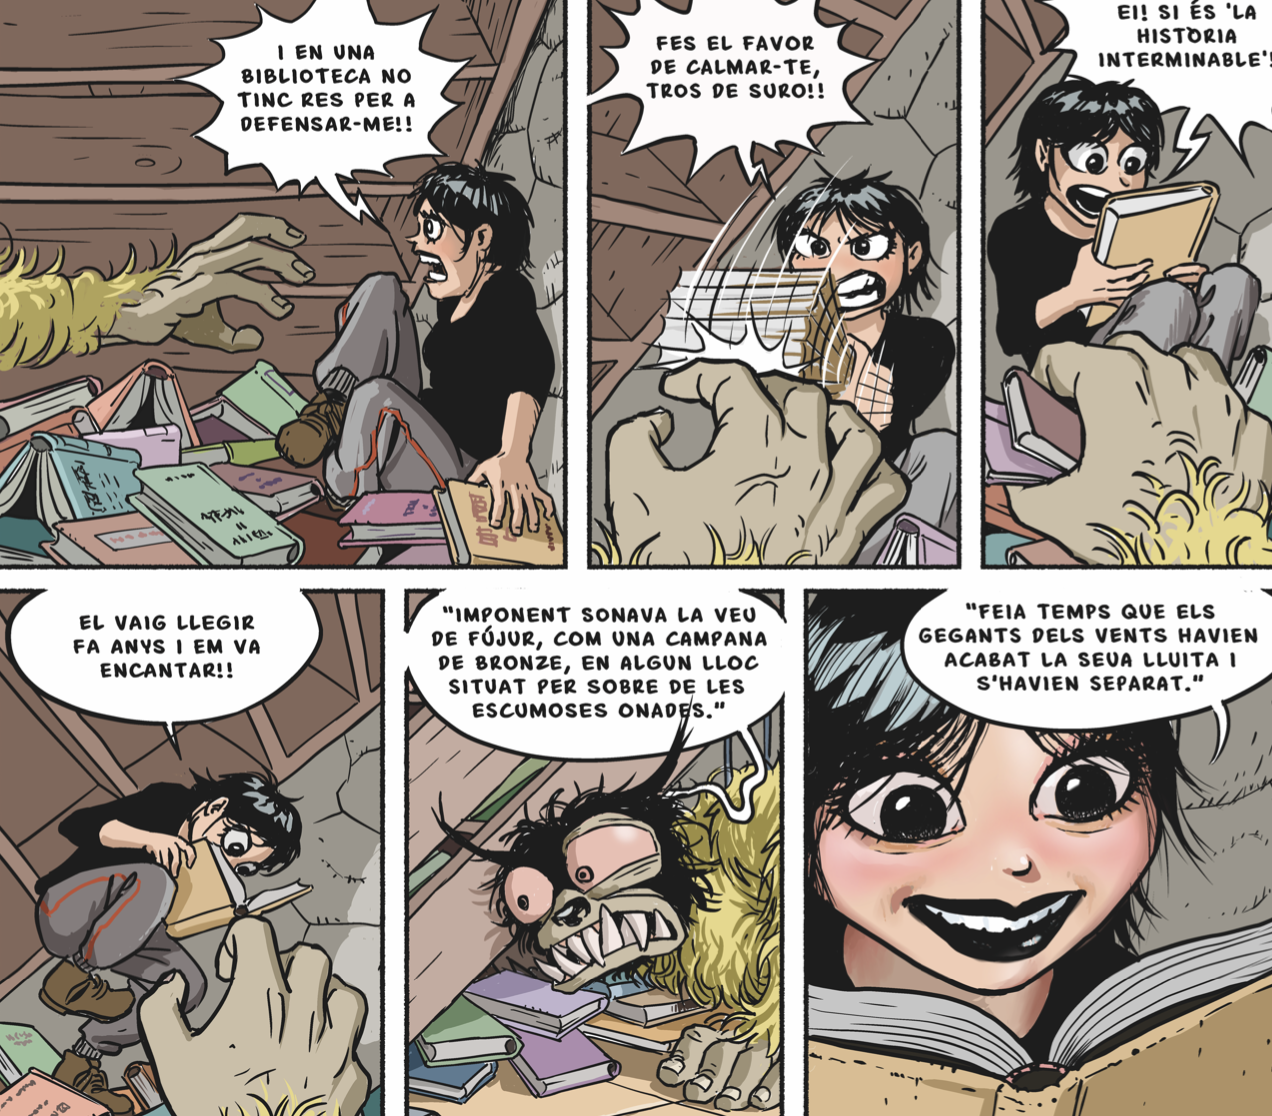 I EN UNA
BIBLIOTECA NO
TINC RES PER A
DEFENSAR-ME!!
FES EL FAVOR
DE CALMAR-TE,
TROS DE SURO!!
EI! SI ÉS 'LA
HISTÒRIA
INTERMINABLE'!
EL VAIG LLEGIR
FA ANYS I EM VA
ENCANTAR!!
"IMPONENT SONAVA LA VEU
DE FÚJUR, COM UNA CAMPANA
DE BRONZE, EN ALGUN LLOC
SITUAT PER SOBRE DE LES
ESCUMOSES ONADES."
"FEIA TEMPS QUE ELS
GEGANTS DELS VENTS HAVIEN
ACABAT LA SEUA LLUITA I
S'HAVIEN SEPARAT."